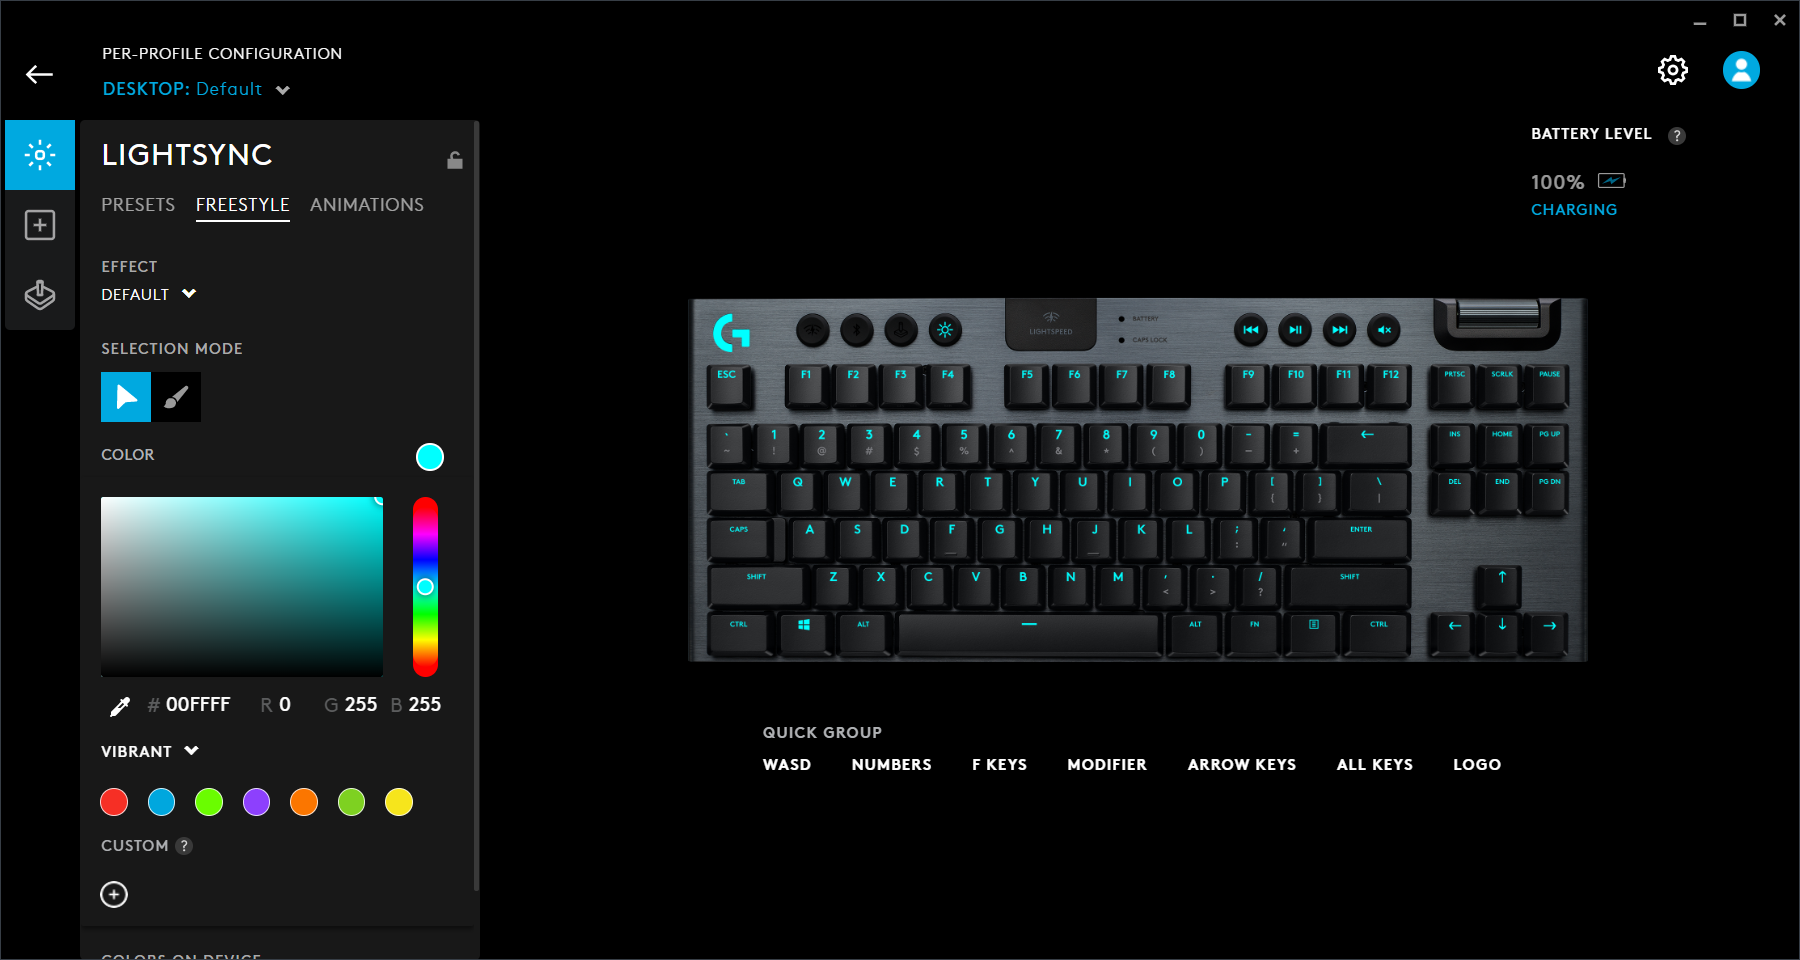 PER-PROFILE CONFIGURATION
DESKTOP: Default
BATTERY LEVEL ?
100%
CHARGING
LIGHTSYNC
PRESETS FREESTYLE ANIMATIONS
EFFECT
DEFAULT
SELECTION MODE
COLOR
# 00FFFF R 0 G 255 B 255
VIBRANT
CUSTOM ?
COLORS ON DEVICE
G
LIGHTSPEED
BATTERY
CAPS LOCK
ESC F1 F2 F3 F4 F5 F6 F7 F8 F9 F10 F11 F12 PRTSC SCRLK PAUSE
` 1 2 3 4 5 6 7 8 9 0 - = ← INS HOME PG UP
~ ! @ # $ % ^ & * ( ) _ +
TAB Q W E R T Y U I O P [ ] \ DEL END PG DN
{ } |
CAPS A S D F G H J K L ; ' ENTER
: "
SHIFT Z X C V B N M , . / SHIFT ↑
< > ?
CTRL ALT ALT FN CTRL ← ↓ →
QUICK GROUP
WASD NUMBERS F KEYS MODIFIER ARROW KEYS ALL KEYS LOGO